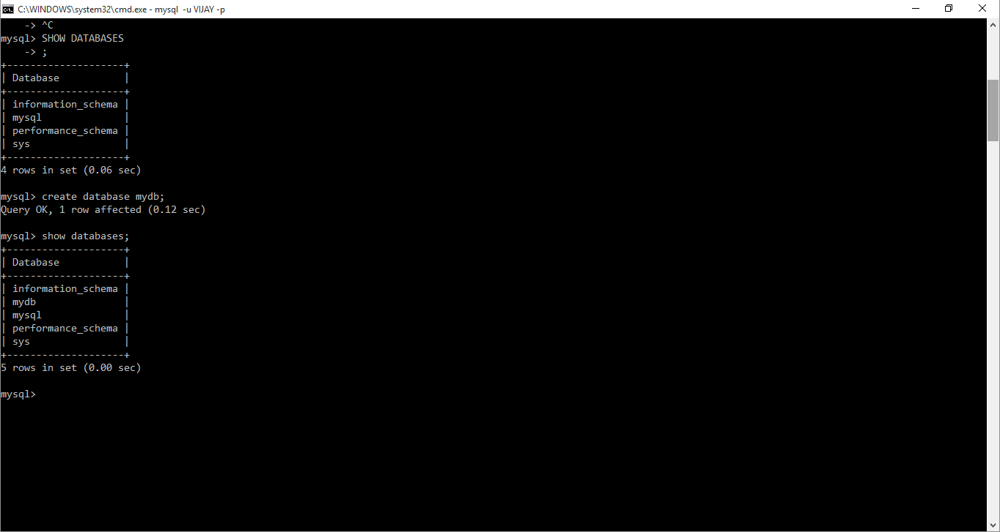 C:\WINDOWS\system32\cmd.exe - mysql  -u VIJAY -p
    -> ^C
mysql> SHOW DATABASES
    -> ;
+--------------------+
| Database           |
+--------------------+
| information_schema |
| mysql              |
| performance_schema |
| sys                |
+--------------------+
4 rows in set (0.06 sec)

mysql> create database mydb;
Query OK, 1 row affected (0.12 sec)

mysql> show databases;
+--------------------+
| Database           |
+--------------------+
| information_schema |
| mydb               |
| mysql              |
| performance_schema |
| sys                |
+--------------------+
5 rows in set (0.00 sec)

mysql>